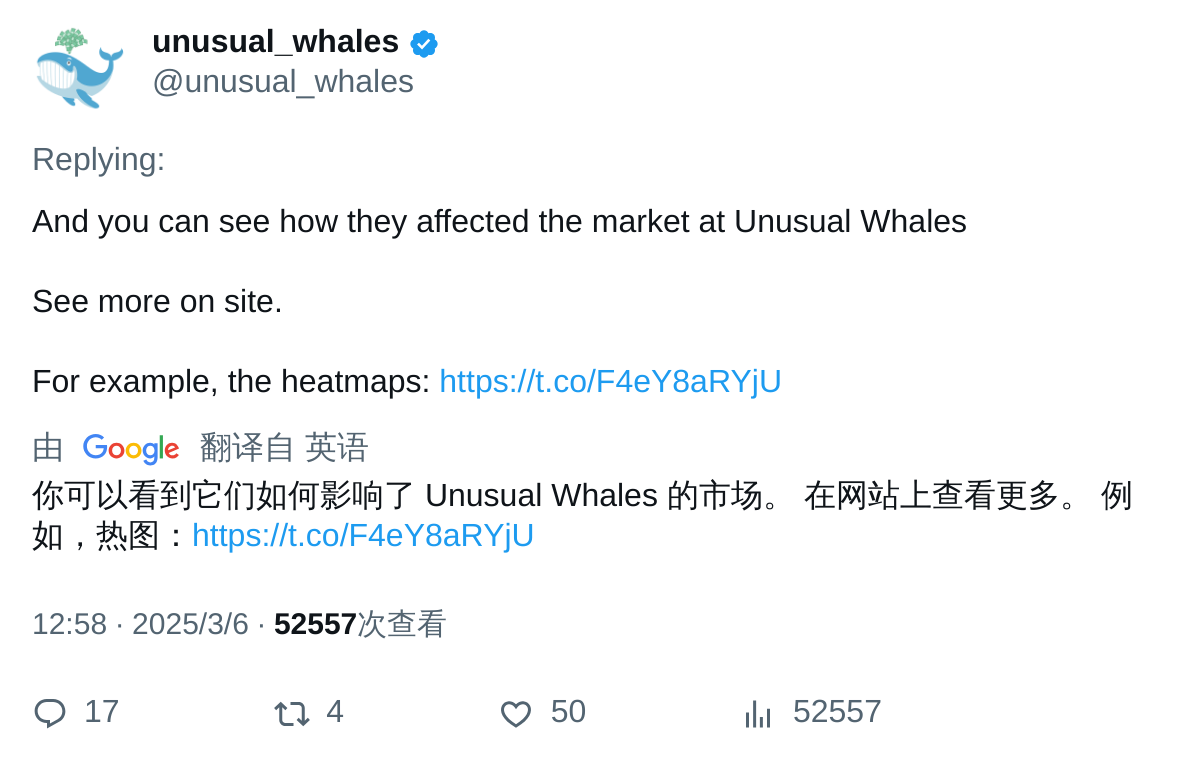 unusual_whales
@unusual_whales
Replying:
And you can see how they affected the market at Unusual Whales
See more on site.
For example, the heatmaps: https://t.co/F4eY8aRYjU
由 Google 翻译自 英语
你可以看到它们如何影响了 Unusual Whales 的市场。 在网站上查看更多。 例
如，热图：https://t.co/F4eY8aRYjU
12:58 · 2025/3/6 · 52557次查看
17 4 50 52557